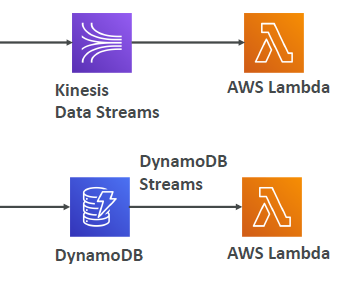 Kinesis
Data Streams
AWS Lambda
DynamoDB
Streams
DynamoDB
AWS Lambda